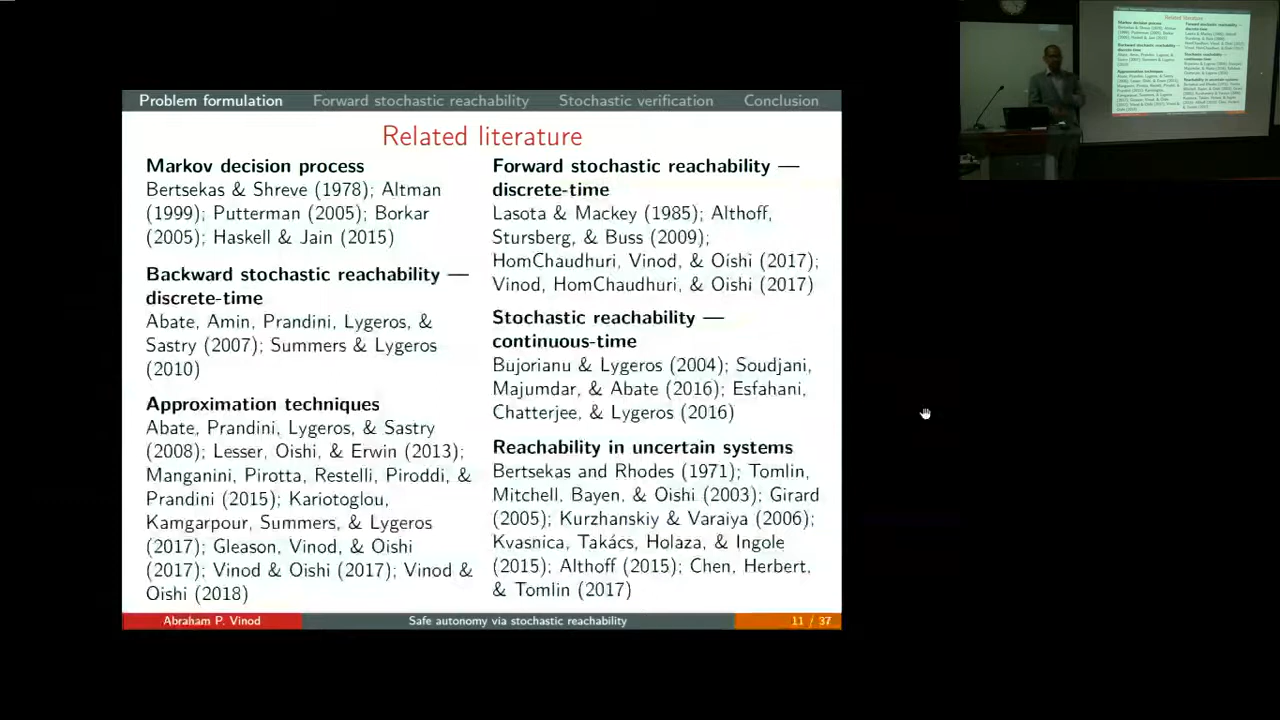 Problem formulation Forward stochastic reachability Stochastic verification Conclusion
Related literature
Markov decision process
Bertsekas & Shreve (1978); Altman
(1999); Putterman (2005); Borkar
(2005); Haskell & Jain (2015)
Backward stochastic reachability —
discrete-time
Abate, Amin, Prandini, Lygeros, &
Sastry (2007); Summers & Lygeros
(2010)
Approximation techniques
Abate, Prandini, Lygeros, & Sastry
(2008); Lesser, Oishi, & Erwin (2013);
Manganini, Pirotta, Restelli, Piroddi, &
Prandini (2015); Kariotoglou,
Kamgarpour, Summers, & Lygeros
(2017); Gleason, Vinod, & Oishi
(2017); Vinod & Oishi (2017); Vinod &
Oishi (2018)
Forward stochastic reachability —
discrete-time
Lasota & Mackey (1985); Althoff,
Stursberg, & Buss (2009);
HomChaudhuri, Vinod, & Oishi (2017);
Vinod, HomChaudhuri, & Oishi (2017)
Stochastic reachability —
continuous-time
Bujorianu & Lygeros (2004); Soudjani,
Majumdar, & Abate (2016); Esfahani,
Chatterjee, & Lygeros (2016)
Reachability in uncertain systems
Bertsekas and Rhodes (1971); Tomlin,
Mitchell, Bayen, & Oishi (2003); Girard
(2005); Kurzhanskiy & Varaiya (2006);
Kvasnica, Takács, Holaza, & Ingole
(2015); Althoff (2015); Chen, Herbert,
& Tomlin (2017)
Abraham P. Vinod Safe autonomy via stochastic reachability 11 / 37
Related literature